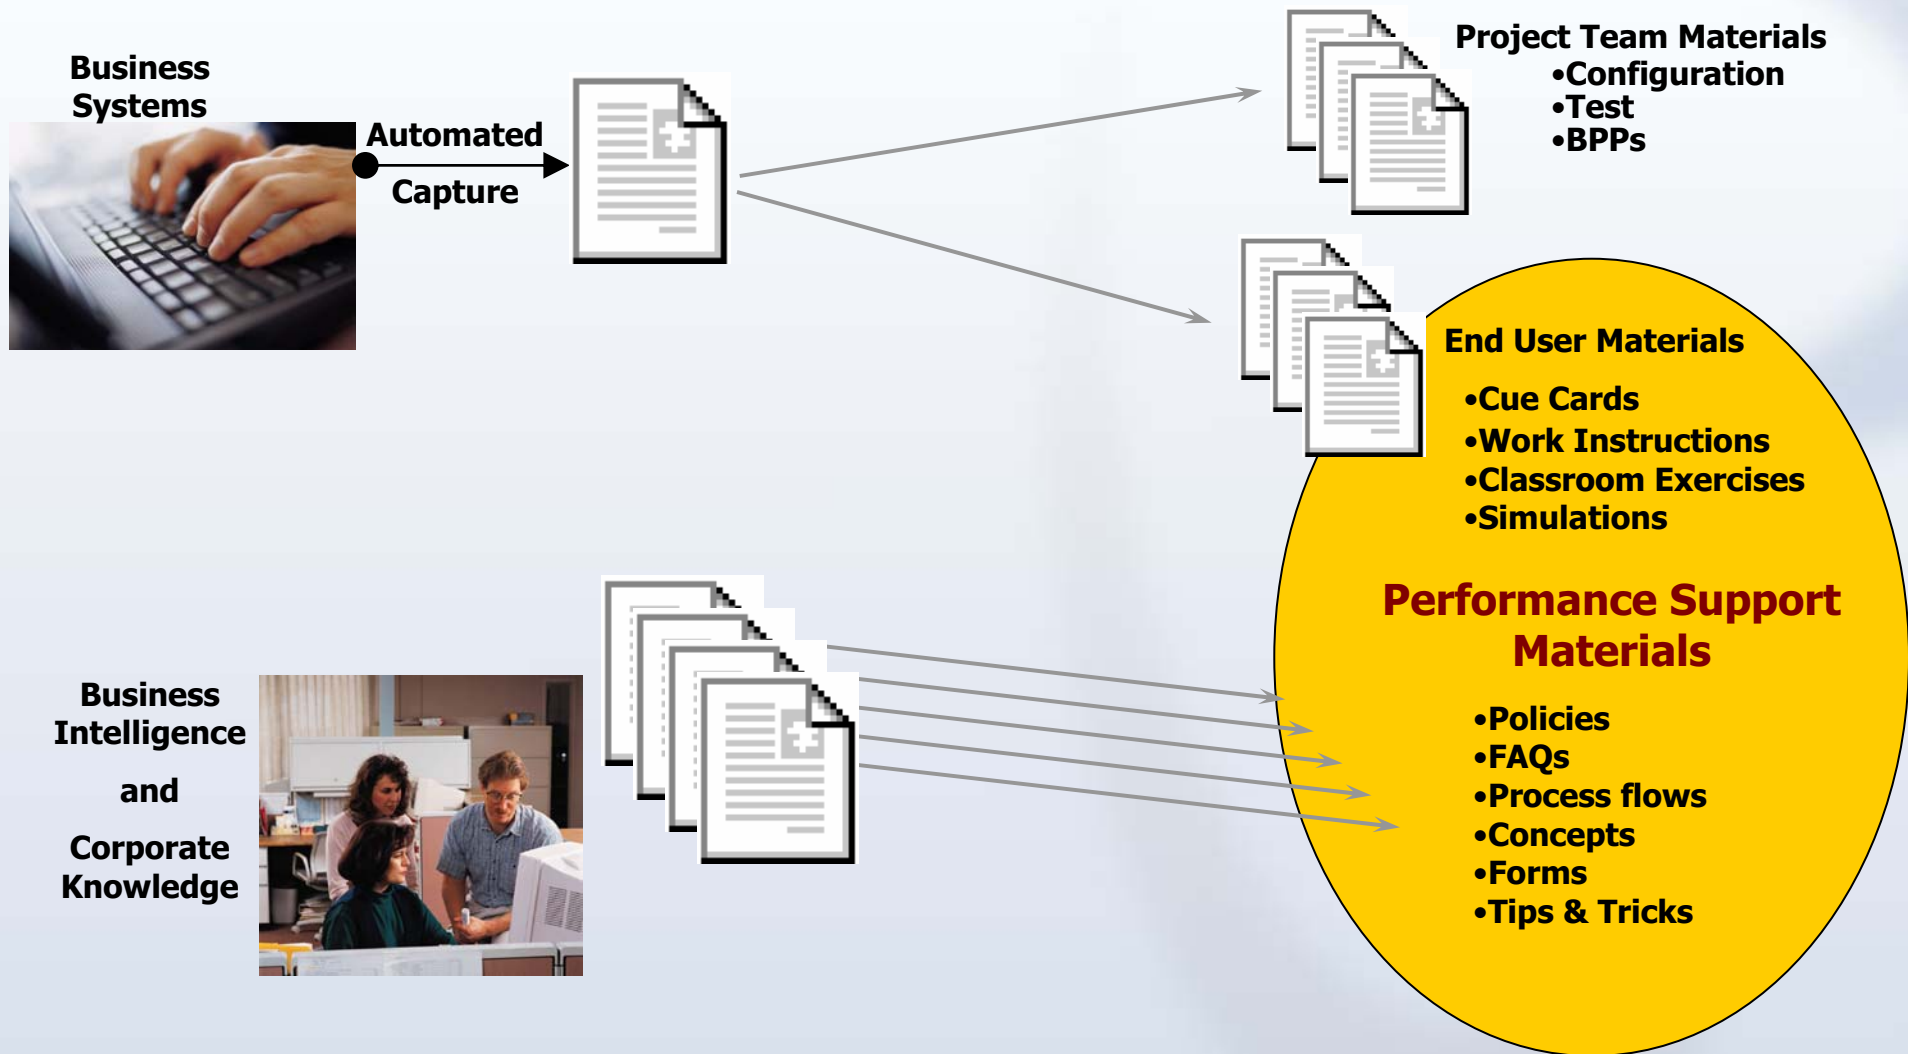 Business
Systems
Automated
Capture
Project Team Materials
•Configuration
•Test
•BPPs
End User Materials
•Cue Cards
•Work Instructions
•Classroom Exercises
•Simulations
Performance Support
Materials
Business
Intelligence
and
Corporate
Knowledge
•Policies
•FAQs
•Process flows
•Concepts
•Forms
•Tips & Tricks